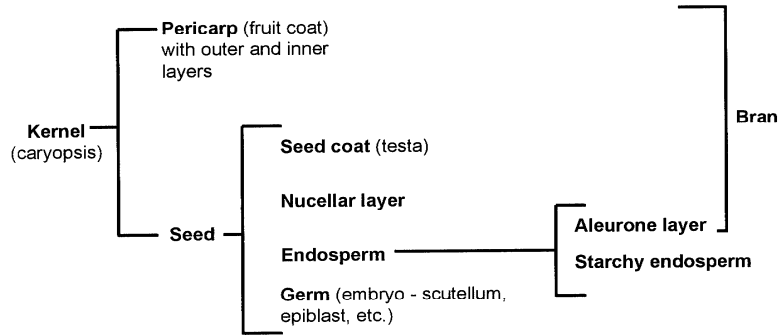 Pericarp (fruit coat)
with outer and inner
layers
Bran
Kernel
(caryopsis)
Seed coat (testa)
Nucellar layer
Aleurone layer
Seed
Endosperm
Starchy endosperm
Germ (embryo - scutellum,
epiblast, etc.)